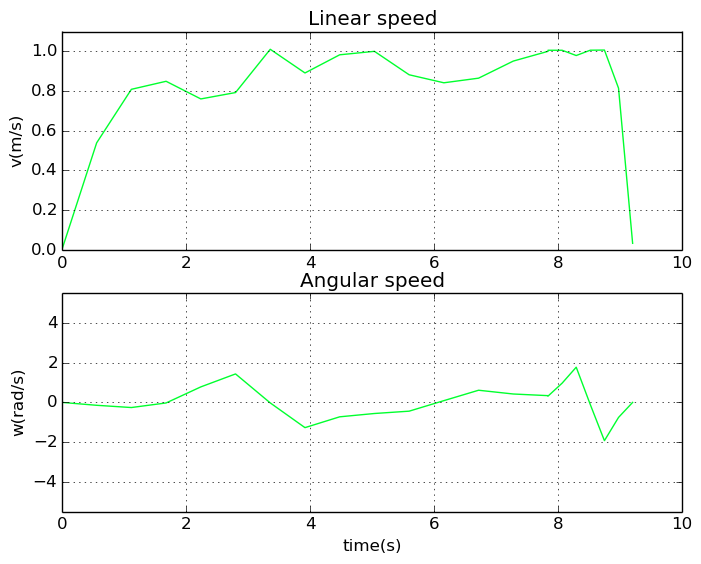 Linear speed
1.0
0.8
0.6
0.4
0.2
0.0
v(m/s)
0 2 4 6 8 10
Angular speed
4
2
0
−2
−4
w(rad/s)
0 2 4 6 8 10
time(s)